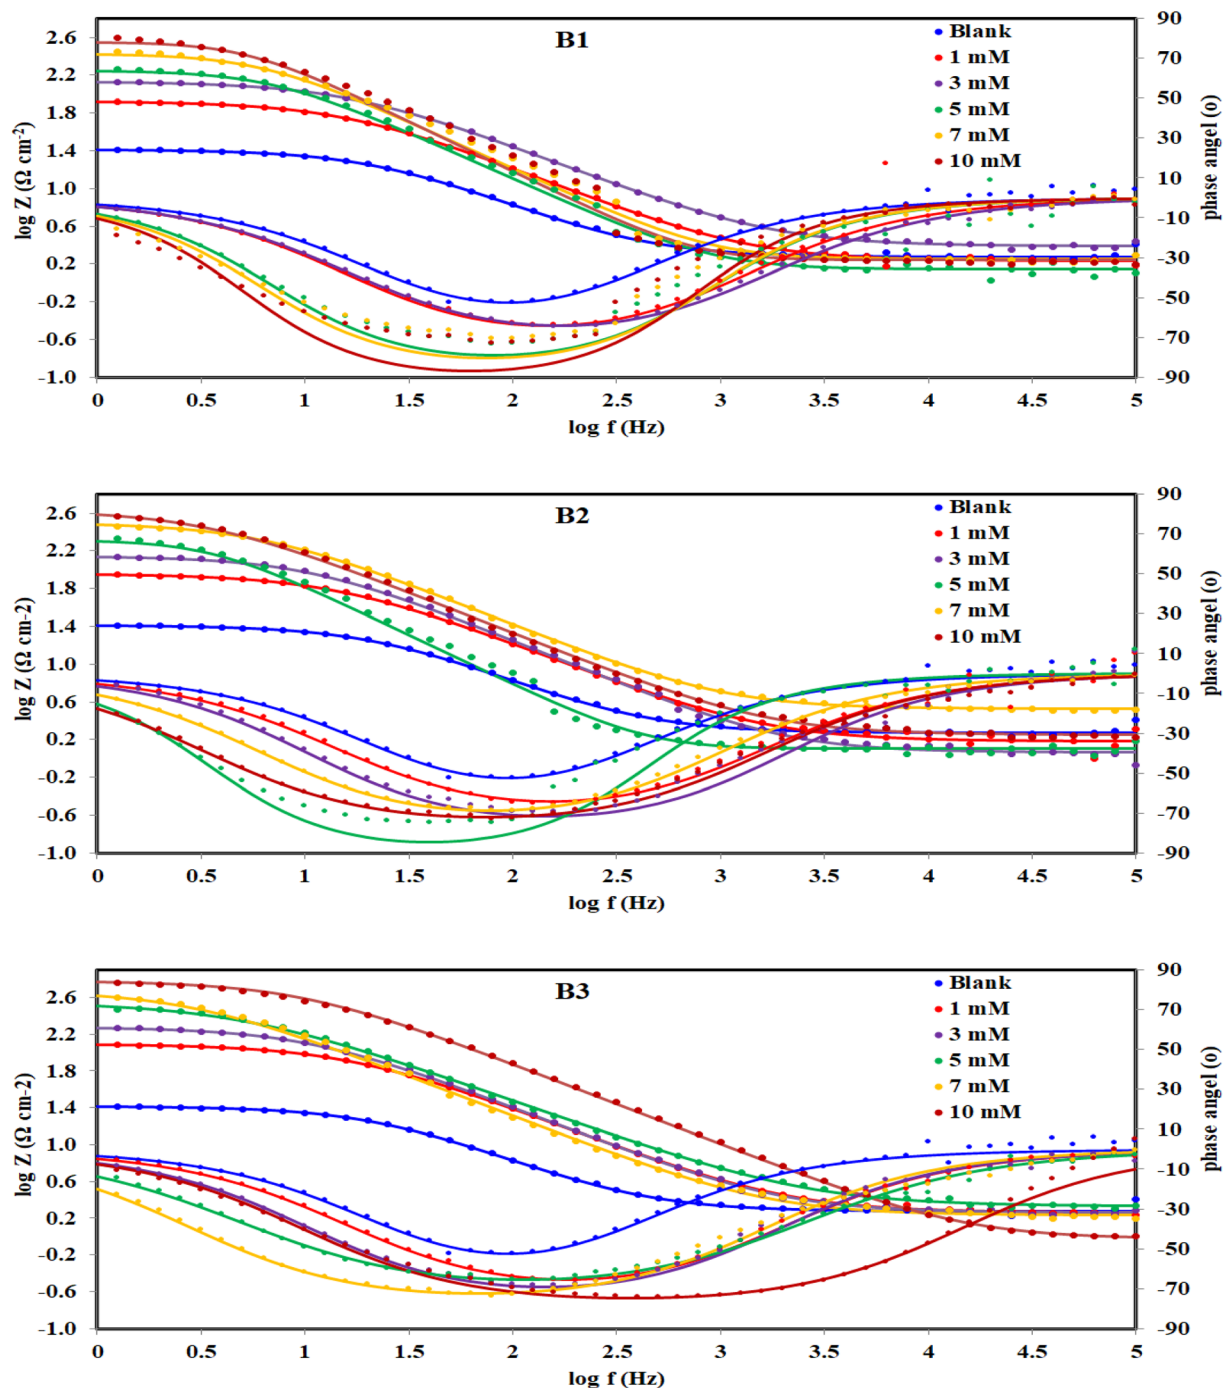 B1
Blank
1 mM
3 mM
5 mM
7 mM
10 mM
log Z (Ω cm-2)
2.6
2.2
1.8
1.4
1.0
0.6
0.2
-0.2
-0.6
-1.0
90
70
50
30
10
-10
-30
-50
-70
-90
phase angel (o)
0 0.5 1 1.5 2 2.5 3 3.5 4 4.5 5
log f (Hz)
B2
Blank
1 mM
3 mM
5 mM
7 mM
10 mM
log Z (Ω cm-2)
2.6
2.2
1.8
1.4
1.0
0.6
0.2
-0.2
-0.6
-1.0
90
70
50
30
10
-10
-30
-50
-70
-90
phase angel (o)
0 0.5 1 1.5 2 2.5 3 3.5 4 4.5 5
log f (Hz)
B3
Blank
1 mM
3 mM
5 mM
7 mM
10 mM
log Z (Ω cm-2)
2.6
2.2
1.8
1.4
1.0
0.6
0.2
-0.2
-0.6
-1.0
90
70
50
30
10
-10
-30
-50
-70
-90
phase angel (o)
0 0.5 1 1.5 2 2.5 3 3.5 4 4.5 5
log f (Hz)